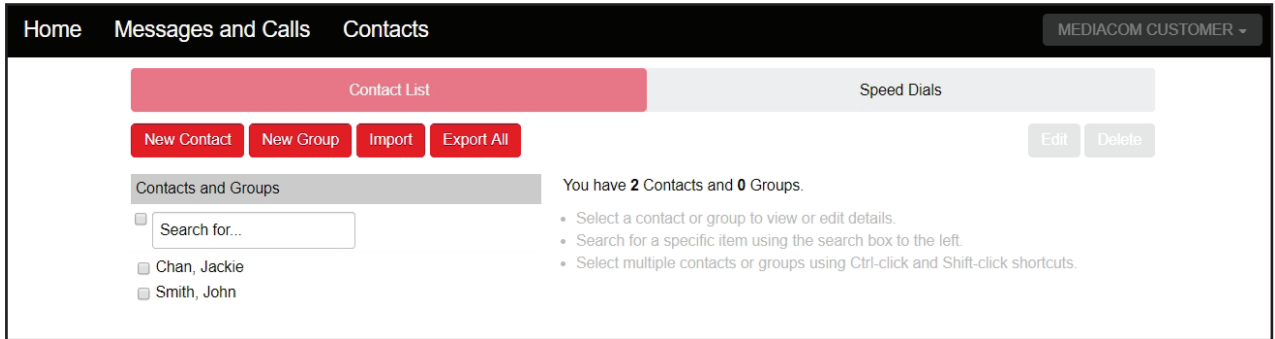 Home Messages and Calls Contacts MEDIACOM CUSTOMER
Contact List Speed Dials
New Contact New Group Import Export All Edit Delete
Contacts and Groups
You have 2 Contacts and 0 Groups.
Search for...
• Select a contact or group to view or edit details.
• Search for a specific item using the search box to the left.
• Select multiple contacts or groups using Ctrl-click and Shift-click shortcuts.
Chan, Jackie
Smith, John